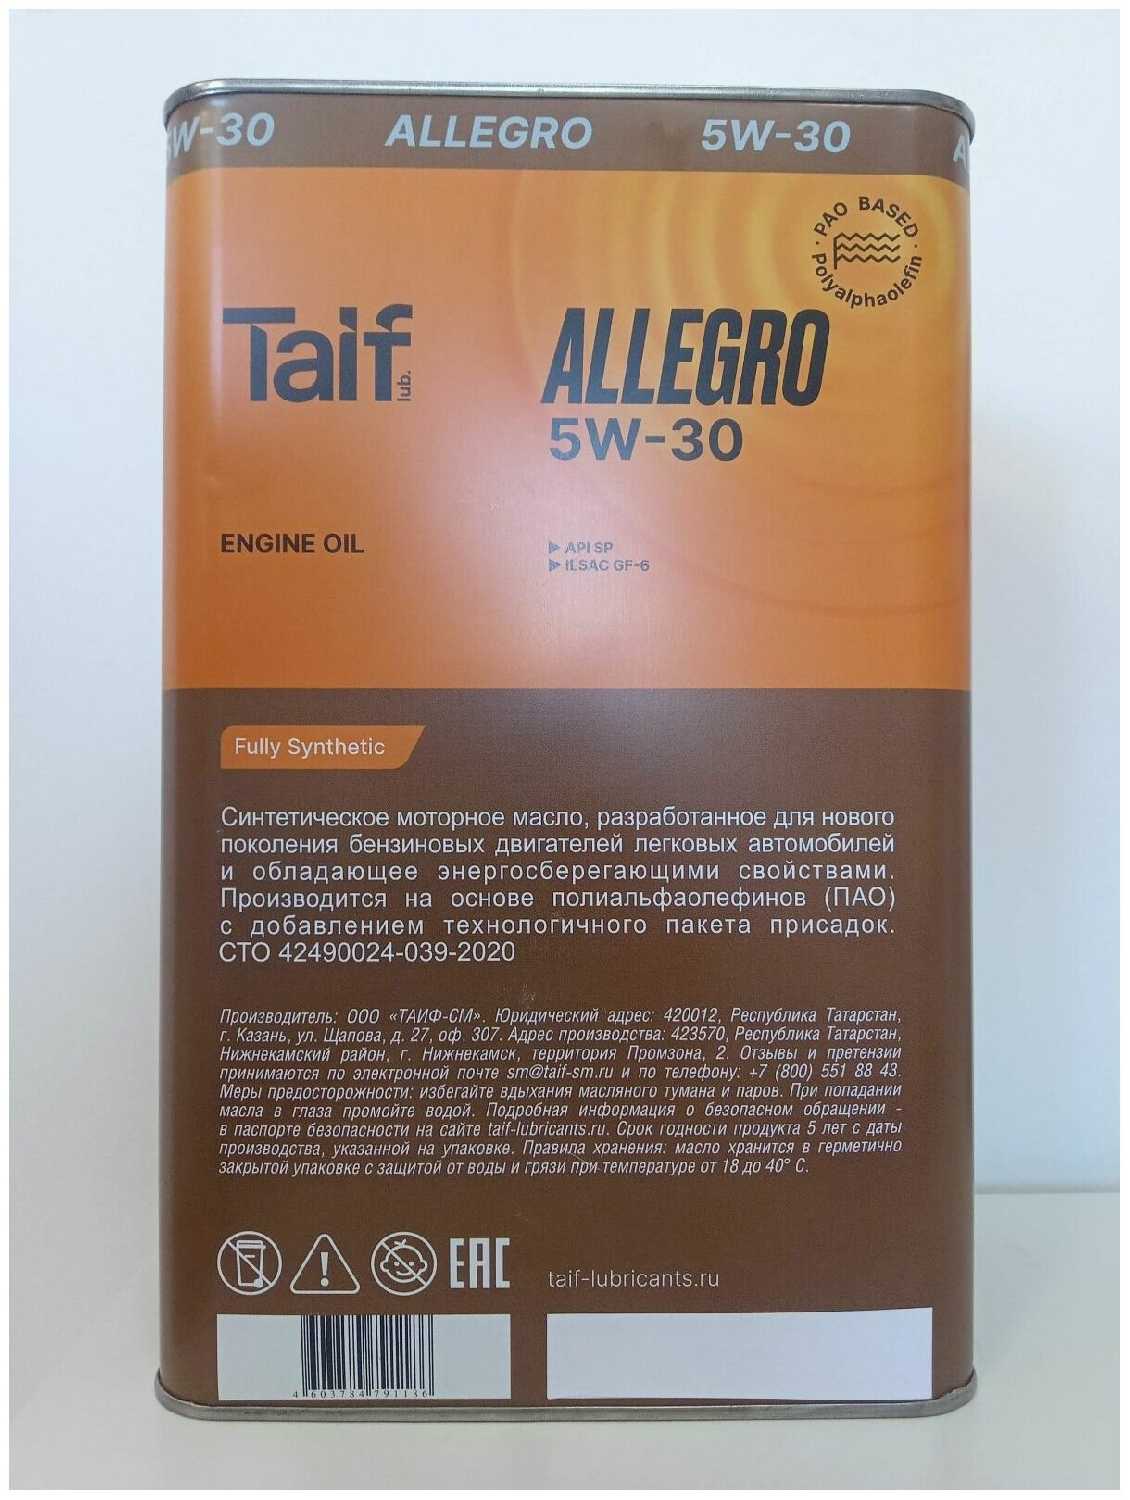 5W-30 ALLEGRO 5W-30 A
PAO BASED
Polyalphaolefin
Taif
lub.
ALLEGRO
5W-30
ENGINE OIL
API SP
ILSAC GF-6
Fully Synthetic
Синтетическое моторное масло, разработанное для нового
поколения бензиновых двигателей легковых автомобилей
и обладающее энергосберегающими свойствами.
Производится на основе полиальфаолефинов (ПАО)
с добавлением технологичного пакета присадок.
СТО 42490024-039-2020
Производитель: ООО «ТАИФ-СМ». Юридический адрес: 420012, Республика Татарстан,
г. Казань, ул. Щапова, д. 27, оф. 307. Адрес производства: 423570, Республика Татарстан,
Нижнекамский район, г. Нижнекамск, территория Промзона, 2. Отзывы и претензии
принимаются по электронной почте sm@taif-sm.ru и по телефону: +7 (800) 551 88 43.
Меры предосторожности: избегайте вдыхания масляного тумана и паров. При попадании
масла в глаза промойте водой. Подробная информация о безопасном обращении -
в паспорте безопасности на сайте taif-lubricants.ru. Срок годности продукта 5 лет с даты
производства, указанной на упаковке. Правила хранения: масло хранится в герметично
закрытой упаковке с защитой от воды и грязи при температуре от 18 до 40° С.
EAC
taif-lubricants.ru
4 603734 791136